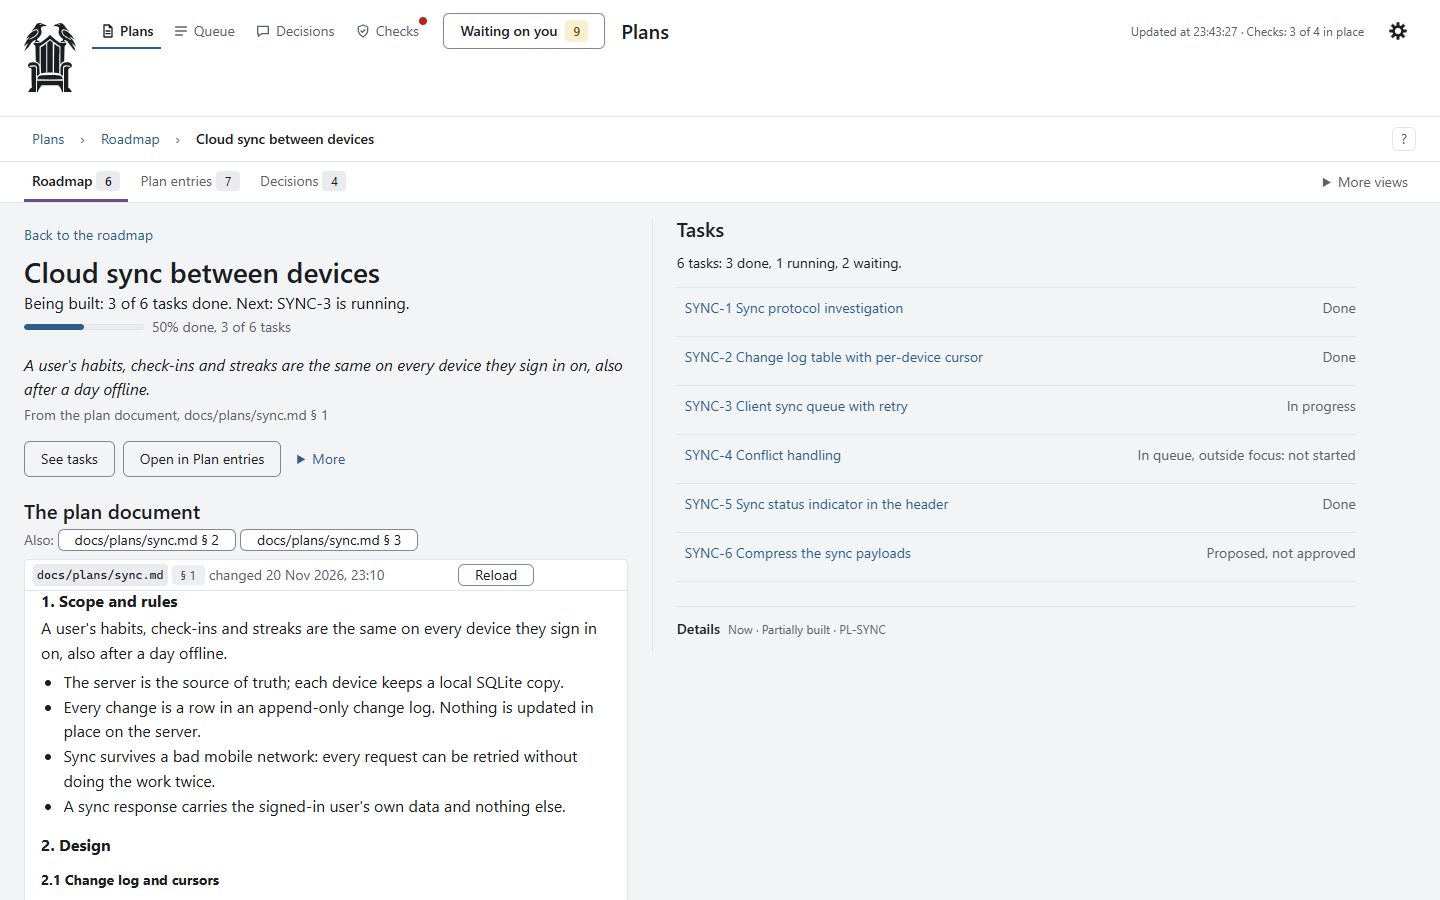 Plans
Queue
Decisions
Checks
Waiting on you 9
Plans
Updated at 23:43:27 · Checks: 3 of 4 in place
Plans › Roadmap › Cloud sync between devices
?
Roadmap 6
Plan entries 7
Decisions 4
▶ More views
Back to the roadmap
Cloud sync between devices
Being built: 3 of 6 tasks done. Next: SYNC-3 is running.
50% done, 3 of 6 tasks
A user's habits, check-ins and streaks are the same on every device they sign in on, also
after a day offline.
From the plan document, docs/plans/sync.md § 1
See tasks
Open in Plan entries
▶ More
The plan document
Also: docs/plans/sync.md § 2 docs/plans/sync.md § 3
docs/plans/sync.md § 1 changed 20 Nov 2026, 23:10 Reload
1. Scope and rules
A user's habits, check-ins and streaks are the same on every device they sign in
on, also after a day offline.
• The server is the source of truth; each device keeps a local SQLite copy.
• Every change is a row in an append-only change log. Nothing is updated in
place on the server.
• Sync survives a bad mobile network: every request can be retried without
doing the work twice.
• A sync response carries the signed-in user's own data and nothing else.
2. Design
2.1 Change log and cursors
Tasks
6 tasks: 3 done, 1 running, 2 waiting.
SYNC-1 Sync protocol investigation Done
SYNC-2 Change log table with per-device cursor Done
SYNC-3 Client sync queue with retry In progress
SYNC-4 Conflict handling In queue, outside focus: not started
SYNC-5 Sync status indicator in the header Done
SYNC-6 Compress the sync payloads Proposed, not approved
Details Now · Partially built · PL-SYNC